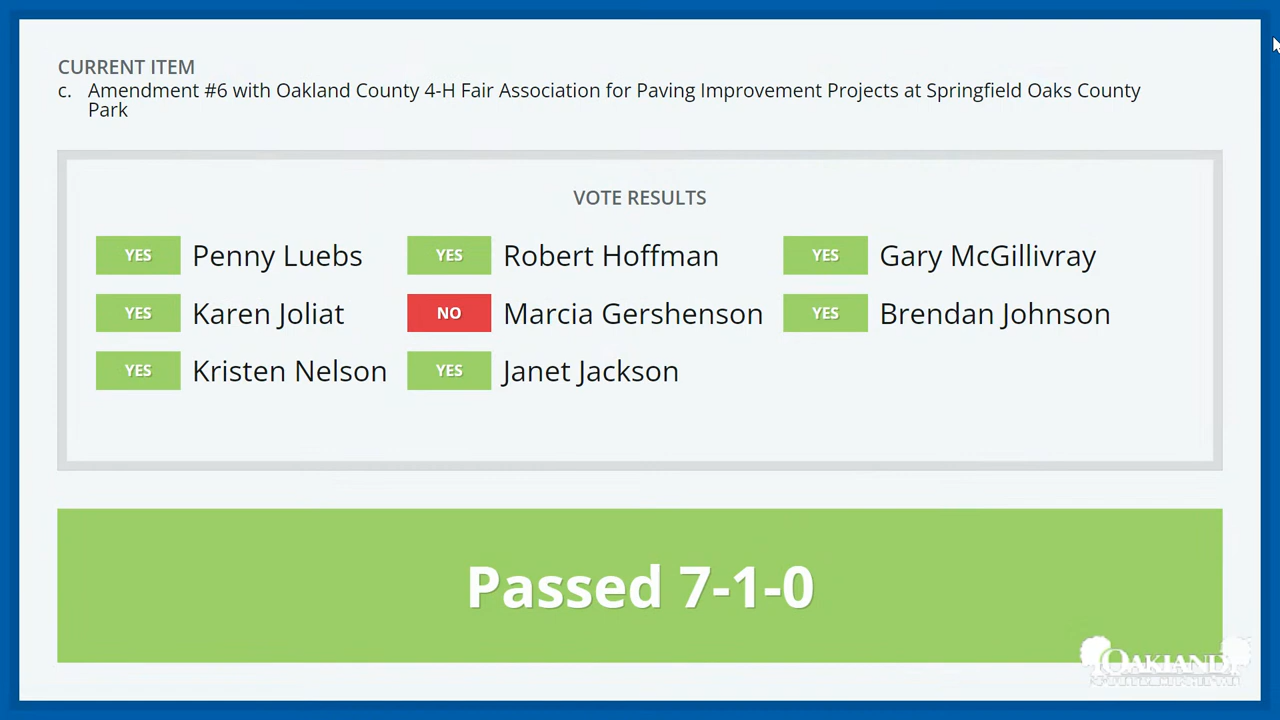 CURRENT ITEM
c. Amendment #6 with Oakland County 4-H Fair Association for Paving Improvement Projects at Springfield Oaks County
Park
VOTE RESULTS
YES Penny Luebs YES Robert Hoffman YES Gary McGillivray
YES Karen Joliat NO Marcia Gershenson YES Brendan Johnson
YES Kristen Nelson YES Janet Jackson
Passed 7-1-0
OAKLAND